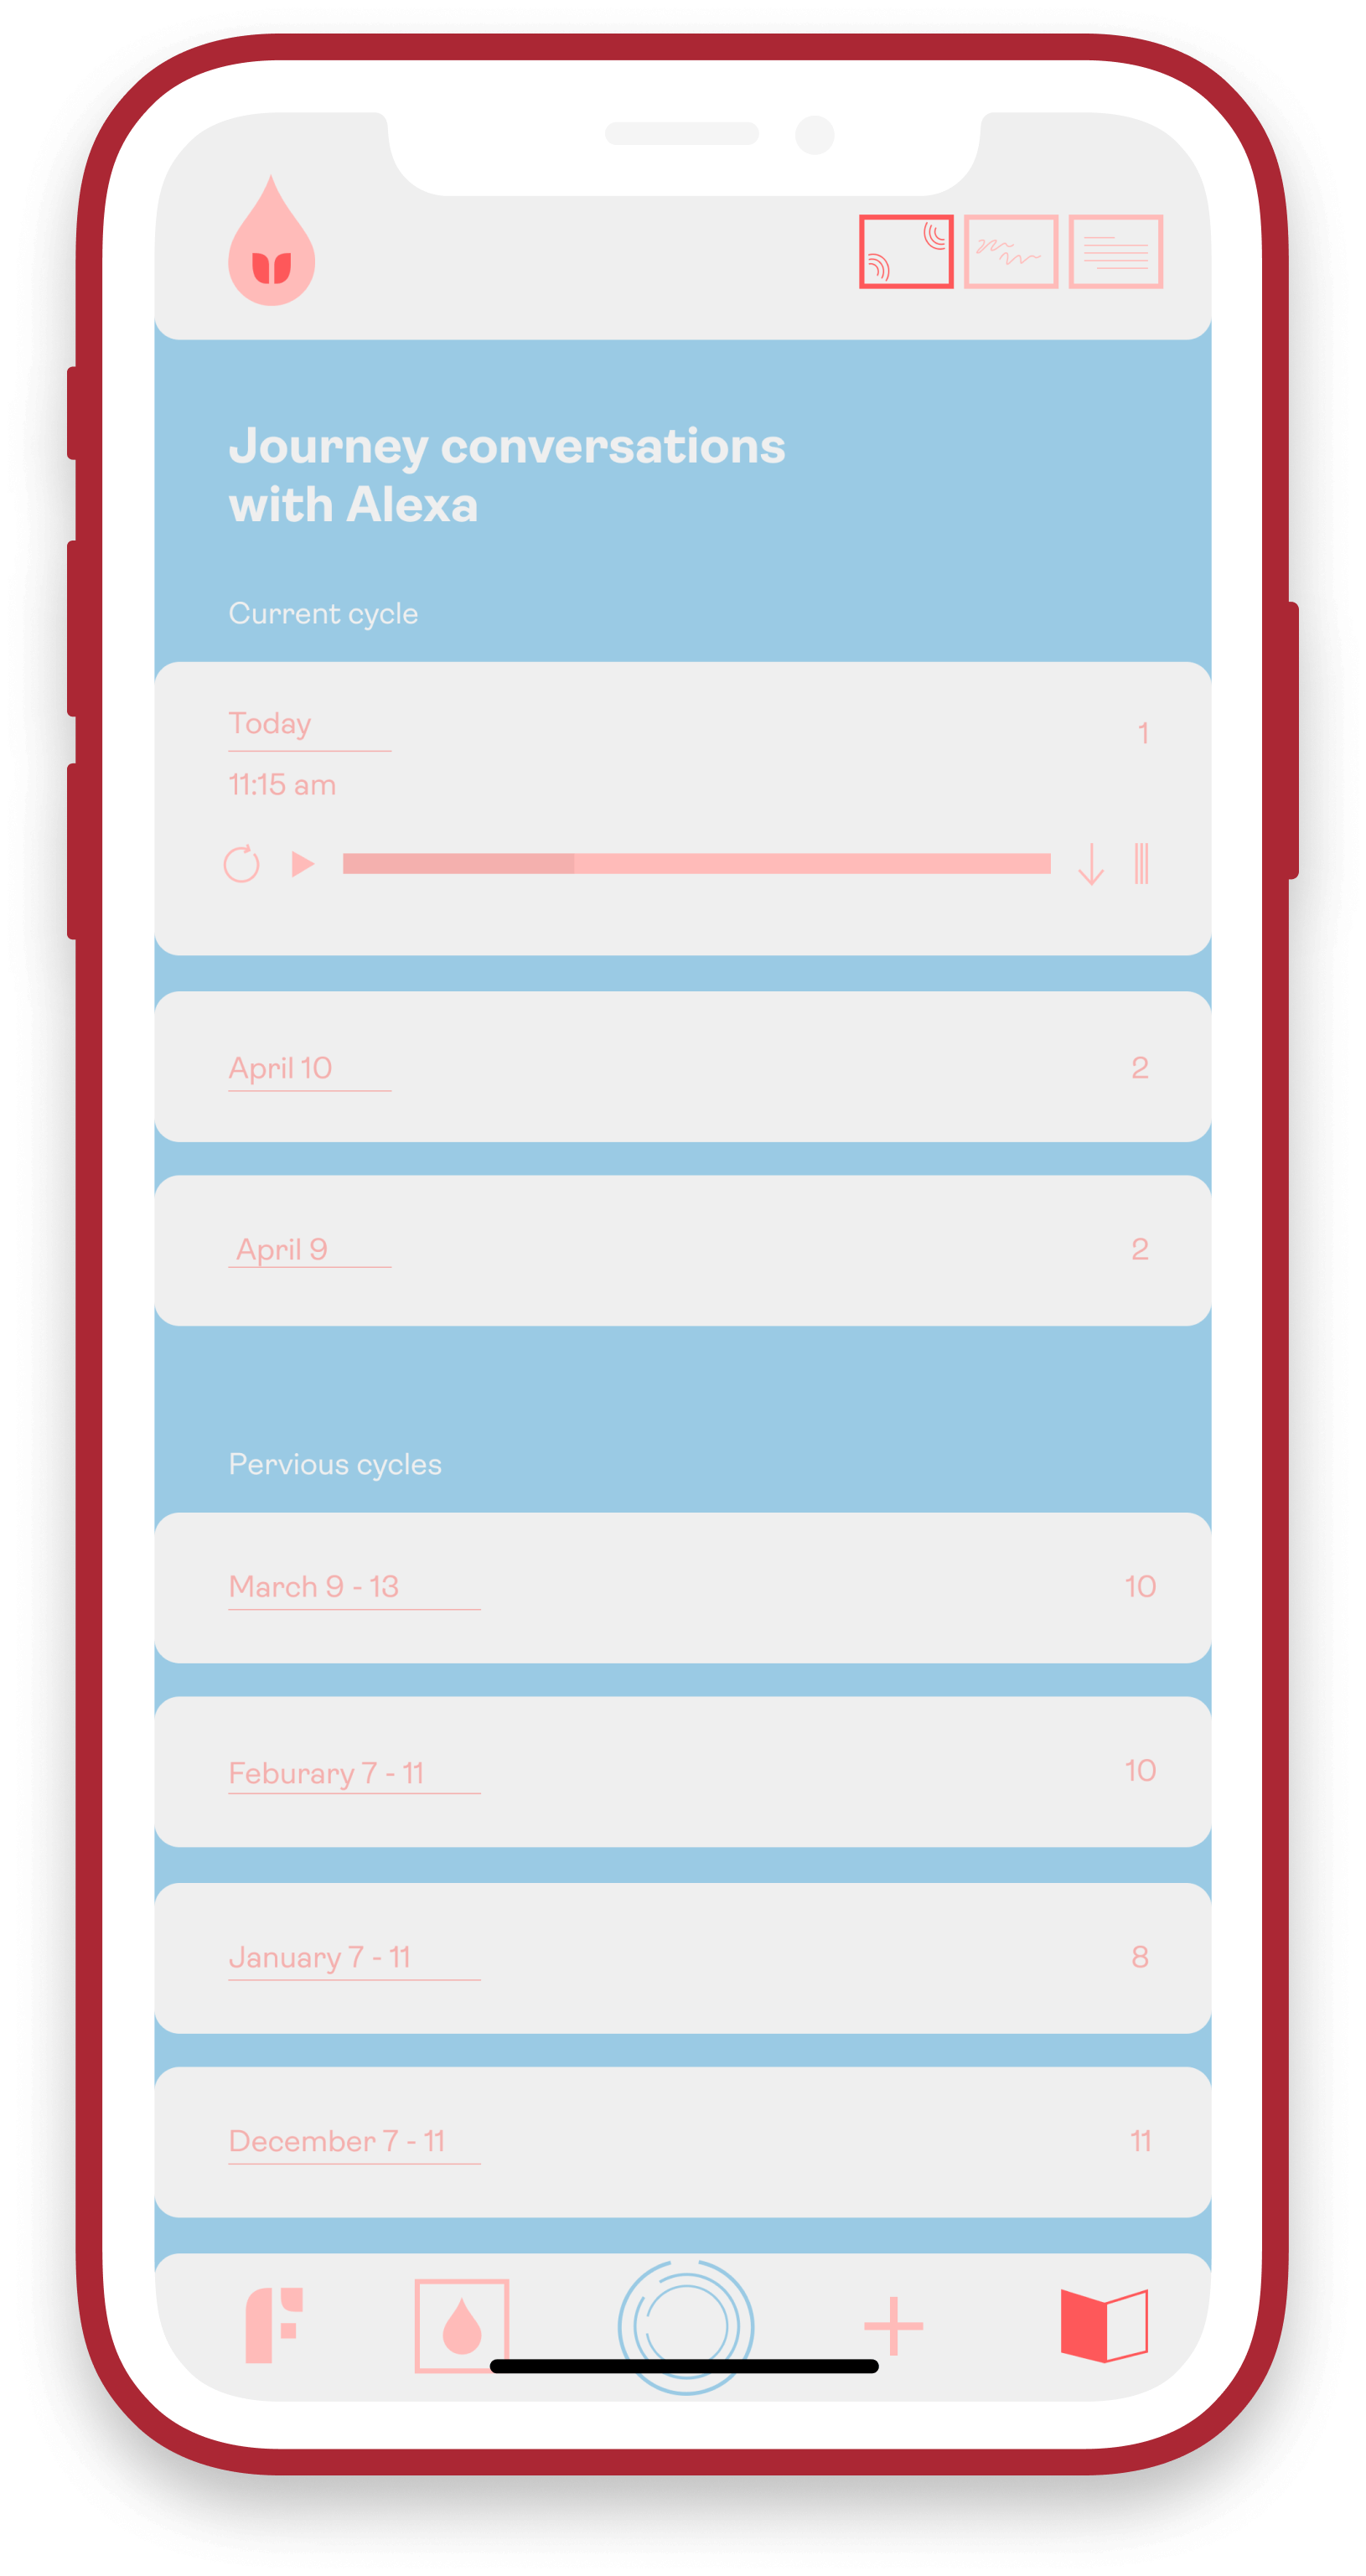 Journey conversations
with Alexa
Current cycle
Today 1
11:15 am
April 10 2
April 9 2
Pervious cycles
March 9 - 13 10
Feburary 7 - 11 10
January 7 - 11 8
December 7 - 11 11
F